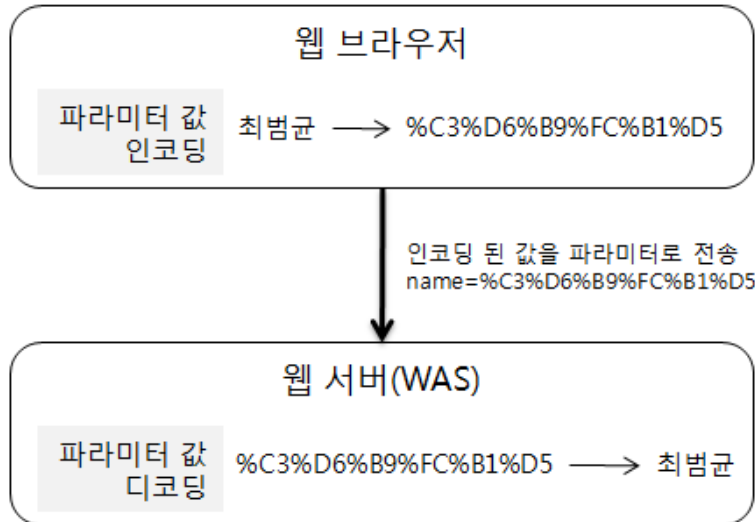 웹 브라우저
파라미터 값
인코딩
최범균 → %C3%D6%B9%FC%B1%D5
인코딩 된 값을 파라미터로 전송
name=%C3%D6%B9%FC%B1%D5
웹 서버(WAS)
파라미터 값
디코딩
%C3%D6%B9%FC%B1%D5 → 최범균